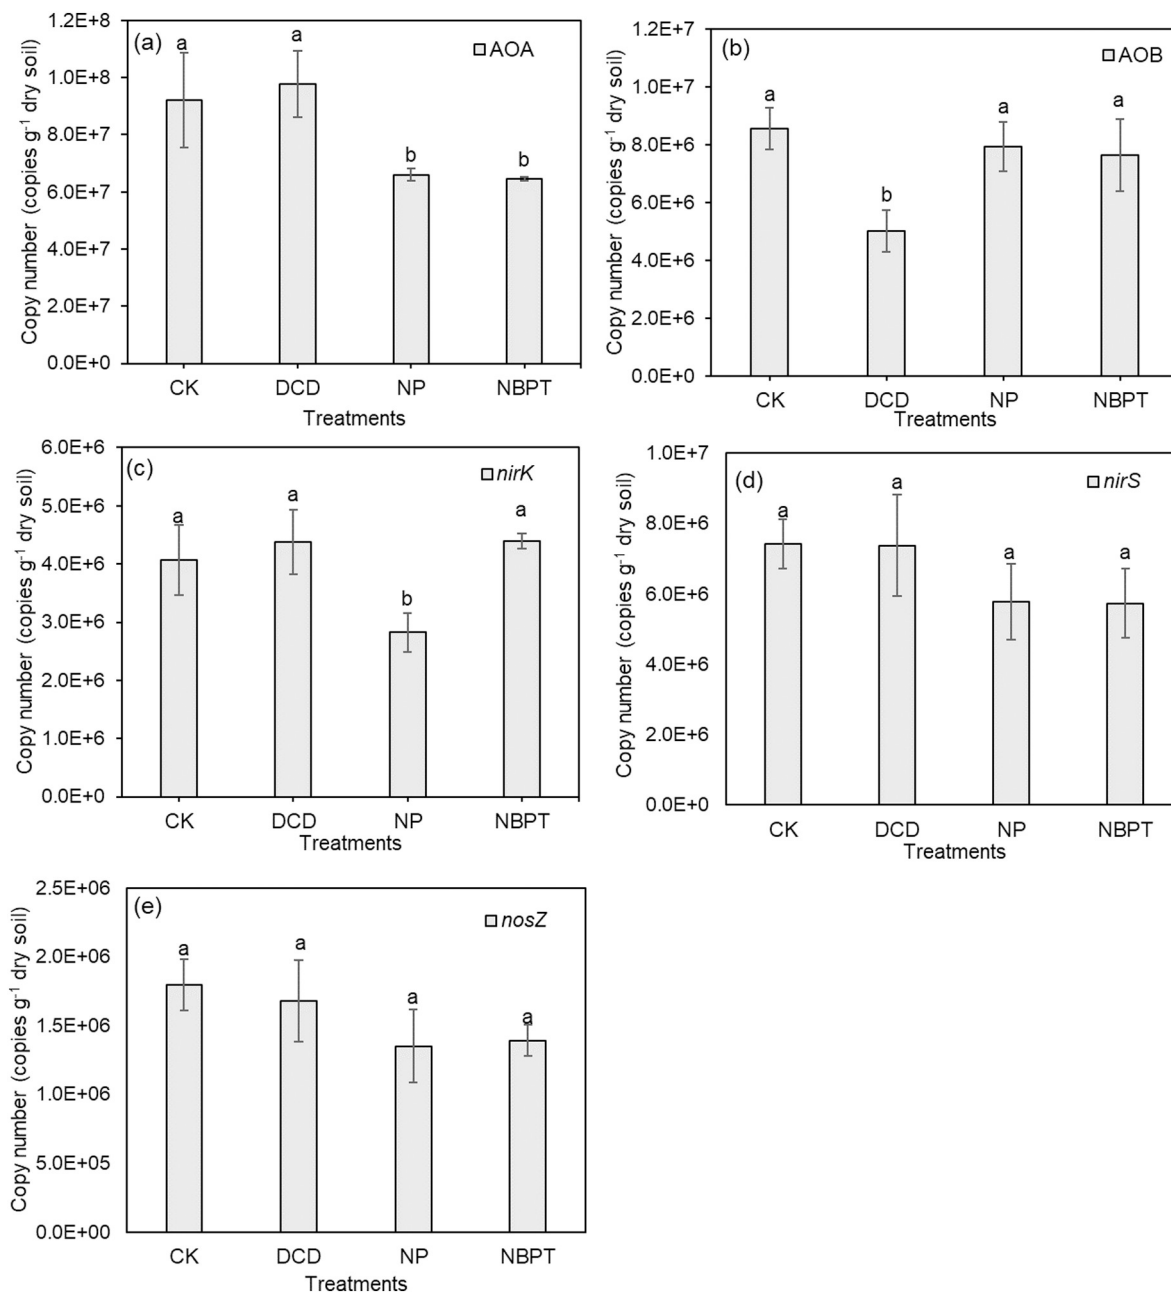 (a)
AOA
Copy number (copies g⁻¹ dry soil)
1.2E+8
1.0E+8
8.0E+7
6.0E+7
4.0E+7
2.0E+7
0.0E+0
a
a
b
b
CK DCD NP NBPT
Treatments
(b)
AOB
Copy number (copies g⁻¹ dry soil)
1.2E+7
1.0E+7
8.0E+6
6.0E+6
4.0E+6
2.0E+6
0.0E+6
a
b
a
a
CK DCD NP NBPT
Treatments
(c)
nirK
Copy number (copies g⁻¹ dry soil)
6.0E+6
5.0E+6
4.0E+6
3.0E+6
2.0E+6
1.0E+6
0.0E+0
a
a
b
a
CK DCD NP NBPT
Treatments
(d)
nirS
Copy number (copies g⁻¹ dry soil)
1.0E+7
8.0E+6
6.0E+6
4.0E+6
2.0E+6
0.0E+0
a
a
a
a
CK DCD NP NBPT
Treatments
(e)
nosZ
Copy number (copies g⁻¹ dry soil)
2.5E+06
2.0E+06
1.5E+06
1.0E+06
5.0E+05
0.0E+00
a
a
a
a
CK DCD NP NBPT
Treatments